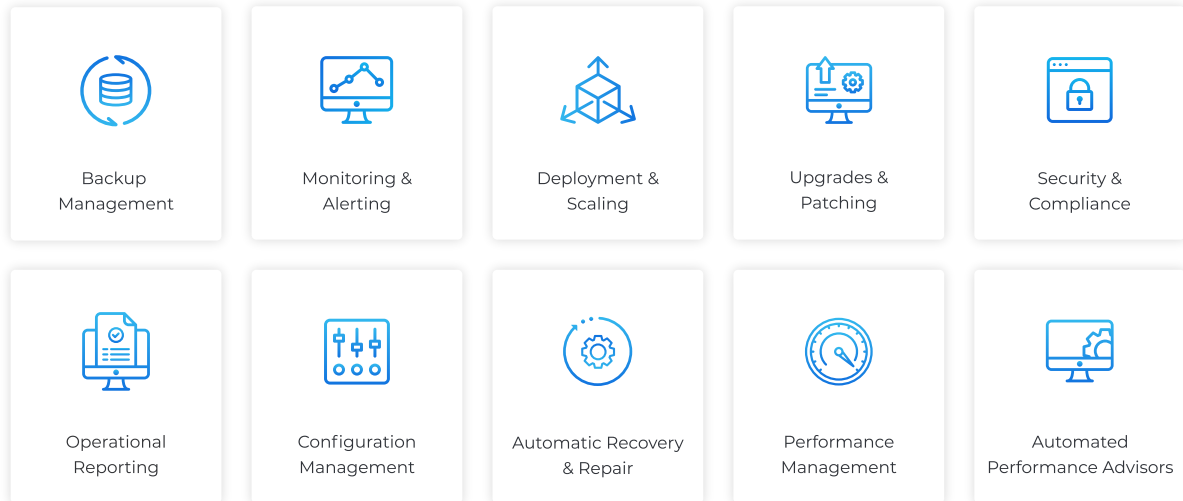 Backup
Management
Monitoring &
Alerting
Deployment &
Scaling
Upgrades &
Patching
Security &
Compliance
Operational
Reporting
Configuration
Management
Automatic Recovery
& Repair
Performance
Management
Automated
Performance Advisors